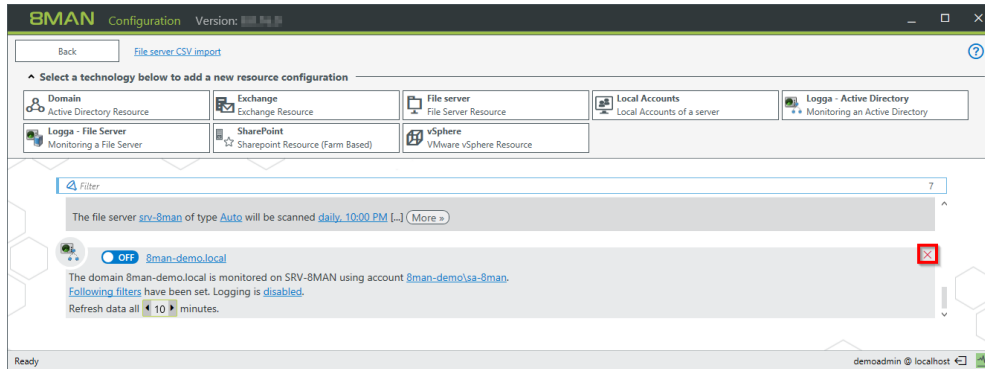 8MAN Configuration Version:
Back File server CSV import
Select a technology below to add a new resource configuration
Domain
Active Directory Resource
Exchange
Exchange Resource
File server
File Server Resource
Local Accounts
Local Accounts of a server
Logga - Active Directory
Monitoring an Active Directory
Logga - File Server
Monitoring a File Server
SharePoint
Sharepoint Resource (Farm Based)
vSphere
VMware vSphere Resource
Filter 7
The file server srv-8man of type Auto will be scanned daily, 10:00 PM [...] More »
OFF 8man-demo.local
The domain 8man-demo.local is monitored on SRV-8MAN using account 8man-demo\sa-8man.
Following filters have been set. Logging is disabled.
Refresh data all 10 minutes.
Ready demoadmin @ localhost